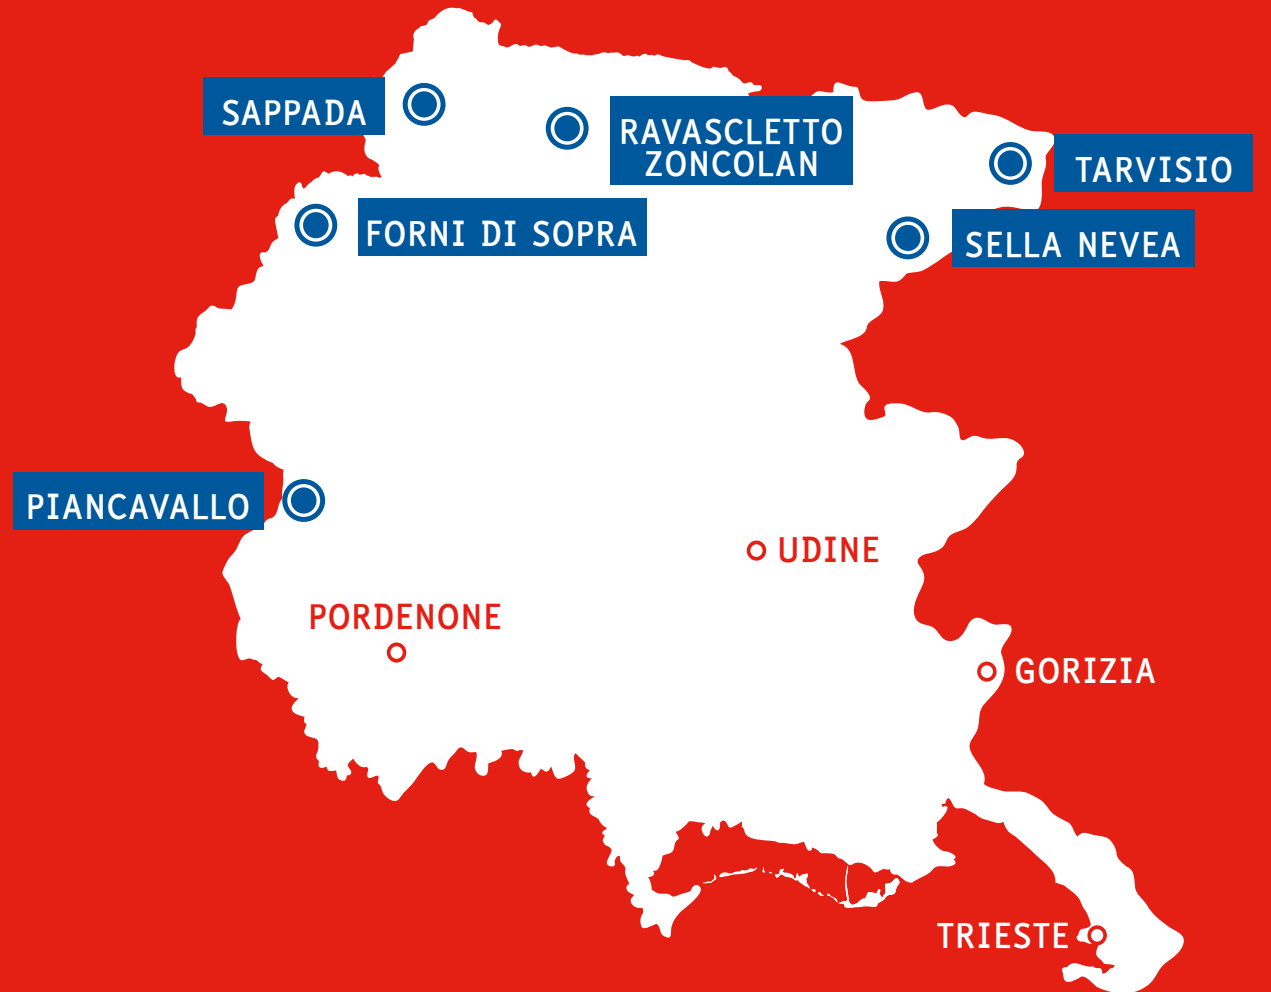 SAPPADA
RAVASCLETTO
ZONCOLAN
TARVISIO
FORNI DI SOPRA
SELLA NEVEA
PIANCAVALLO
UDINE
PORDENONE
GORIZIA
TRIESTE